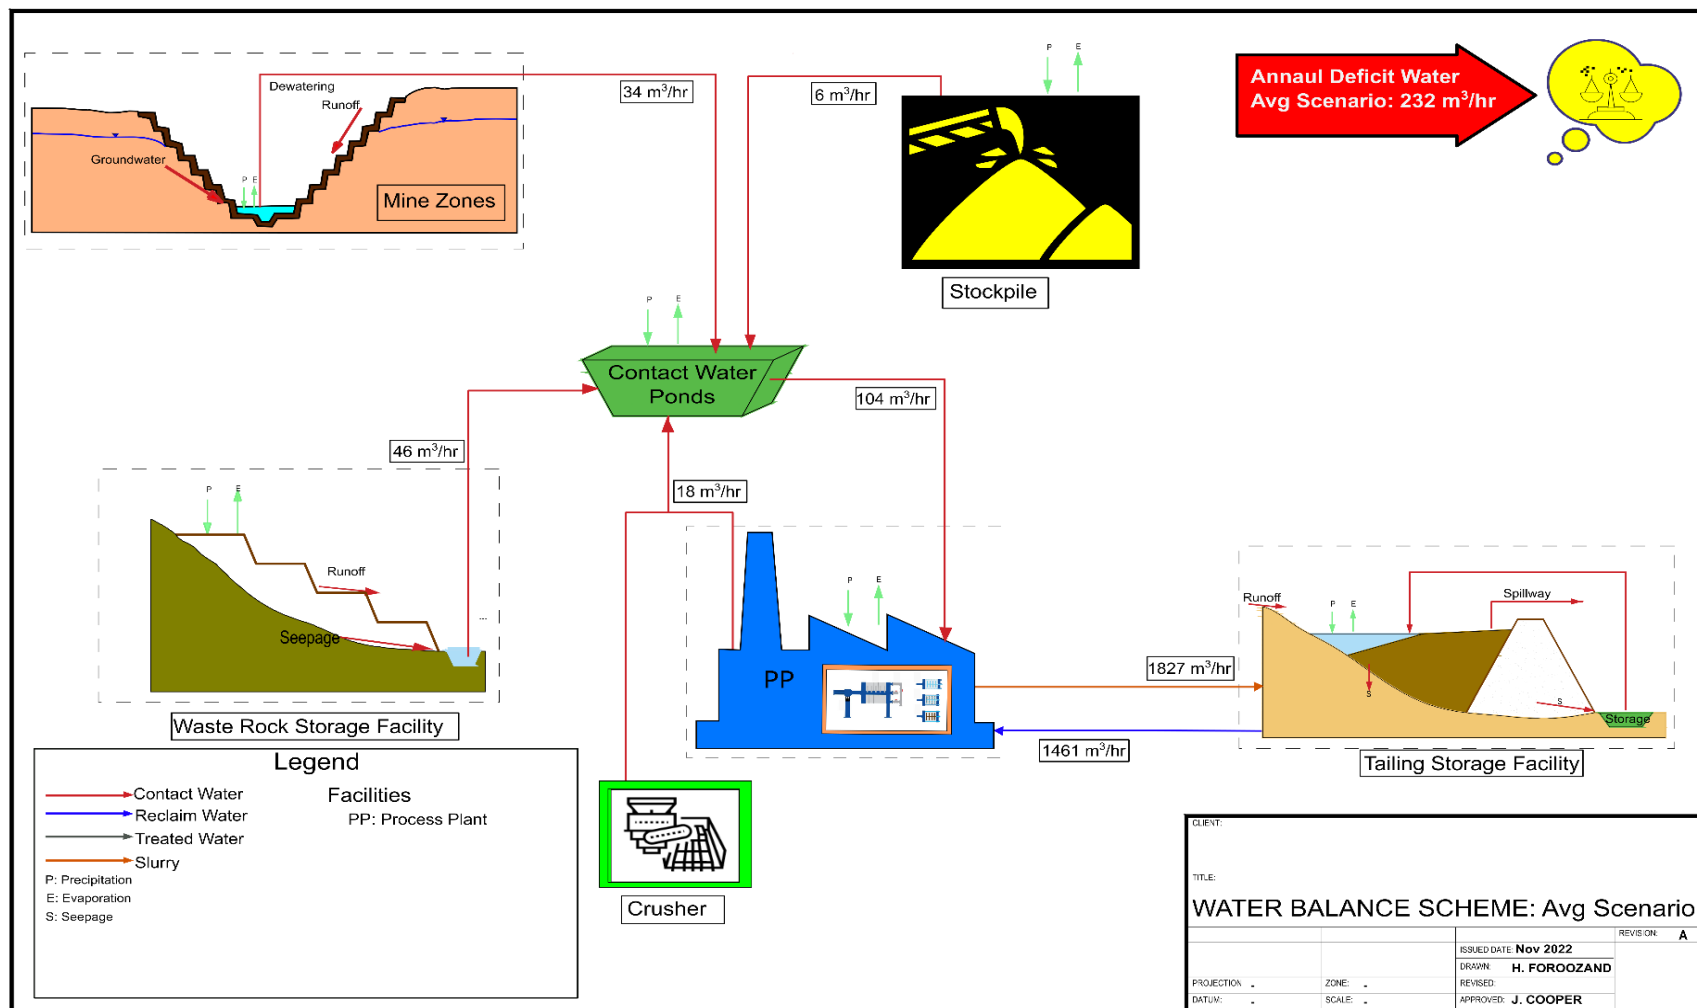 Annaul Deficit Water
Avg Scenario: 232 m³/hr
Dewatering
Runoff
Groundwater
P
E
Mine Zones
34 m³/hr
6 m³/hr
P
E
Stockpile
P
E
Contact Water
Ponds
104 m³/hr
46 m³/hr
18 m³/hr
P
E
Runoff
Seepage
...
Waste Rock Storage Facility
P
E
PP
1827 m³/hr
1461 m³/hr
Runoff
P
E
Spillway
S
S
Storage
Tailing Storage Facility
Crusher
Legend
Contact Water
Reclaim Water
Treated Water
Slurry
P: Precipitation
E: Evaporation
S: Seepage
Facilities
PP: Process Plant
CLIENT:
TITLE:
WATER BALANCE SCHEME: Avg Scenario
REVISION: A
ISSUED DATE: Nov 2022
DRAWN: H. FOROOZAND
PROJECTION - ZONE: - REVISED:
DATUM: - SCALE: - APPROVED: J. COOPER